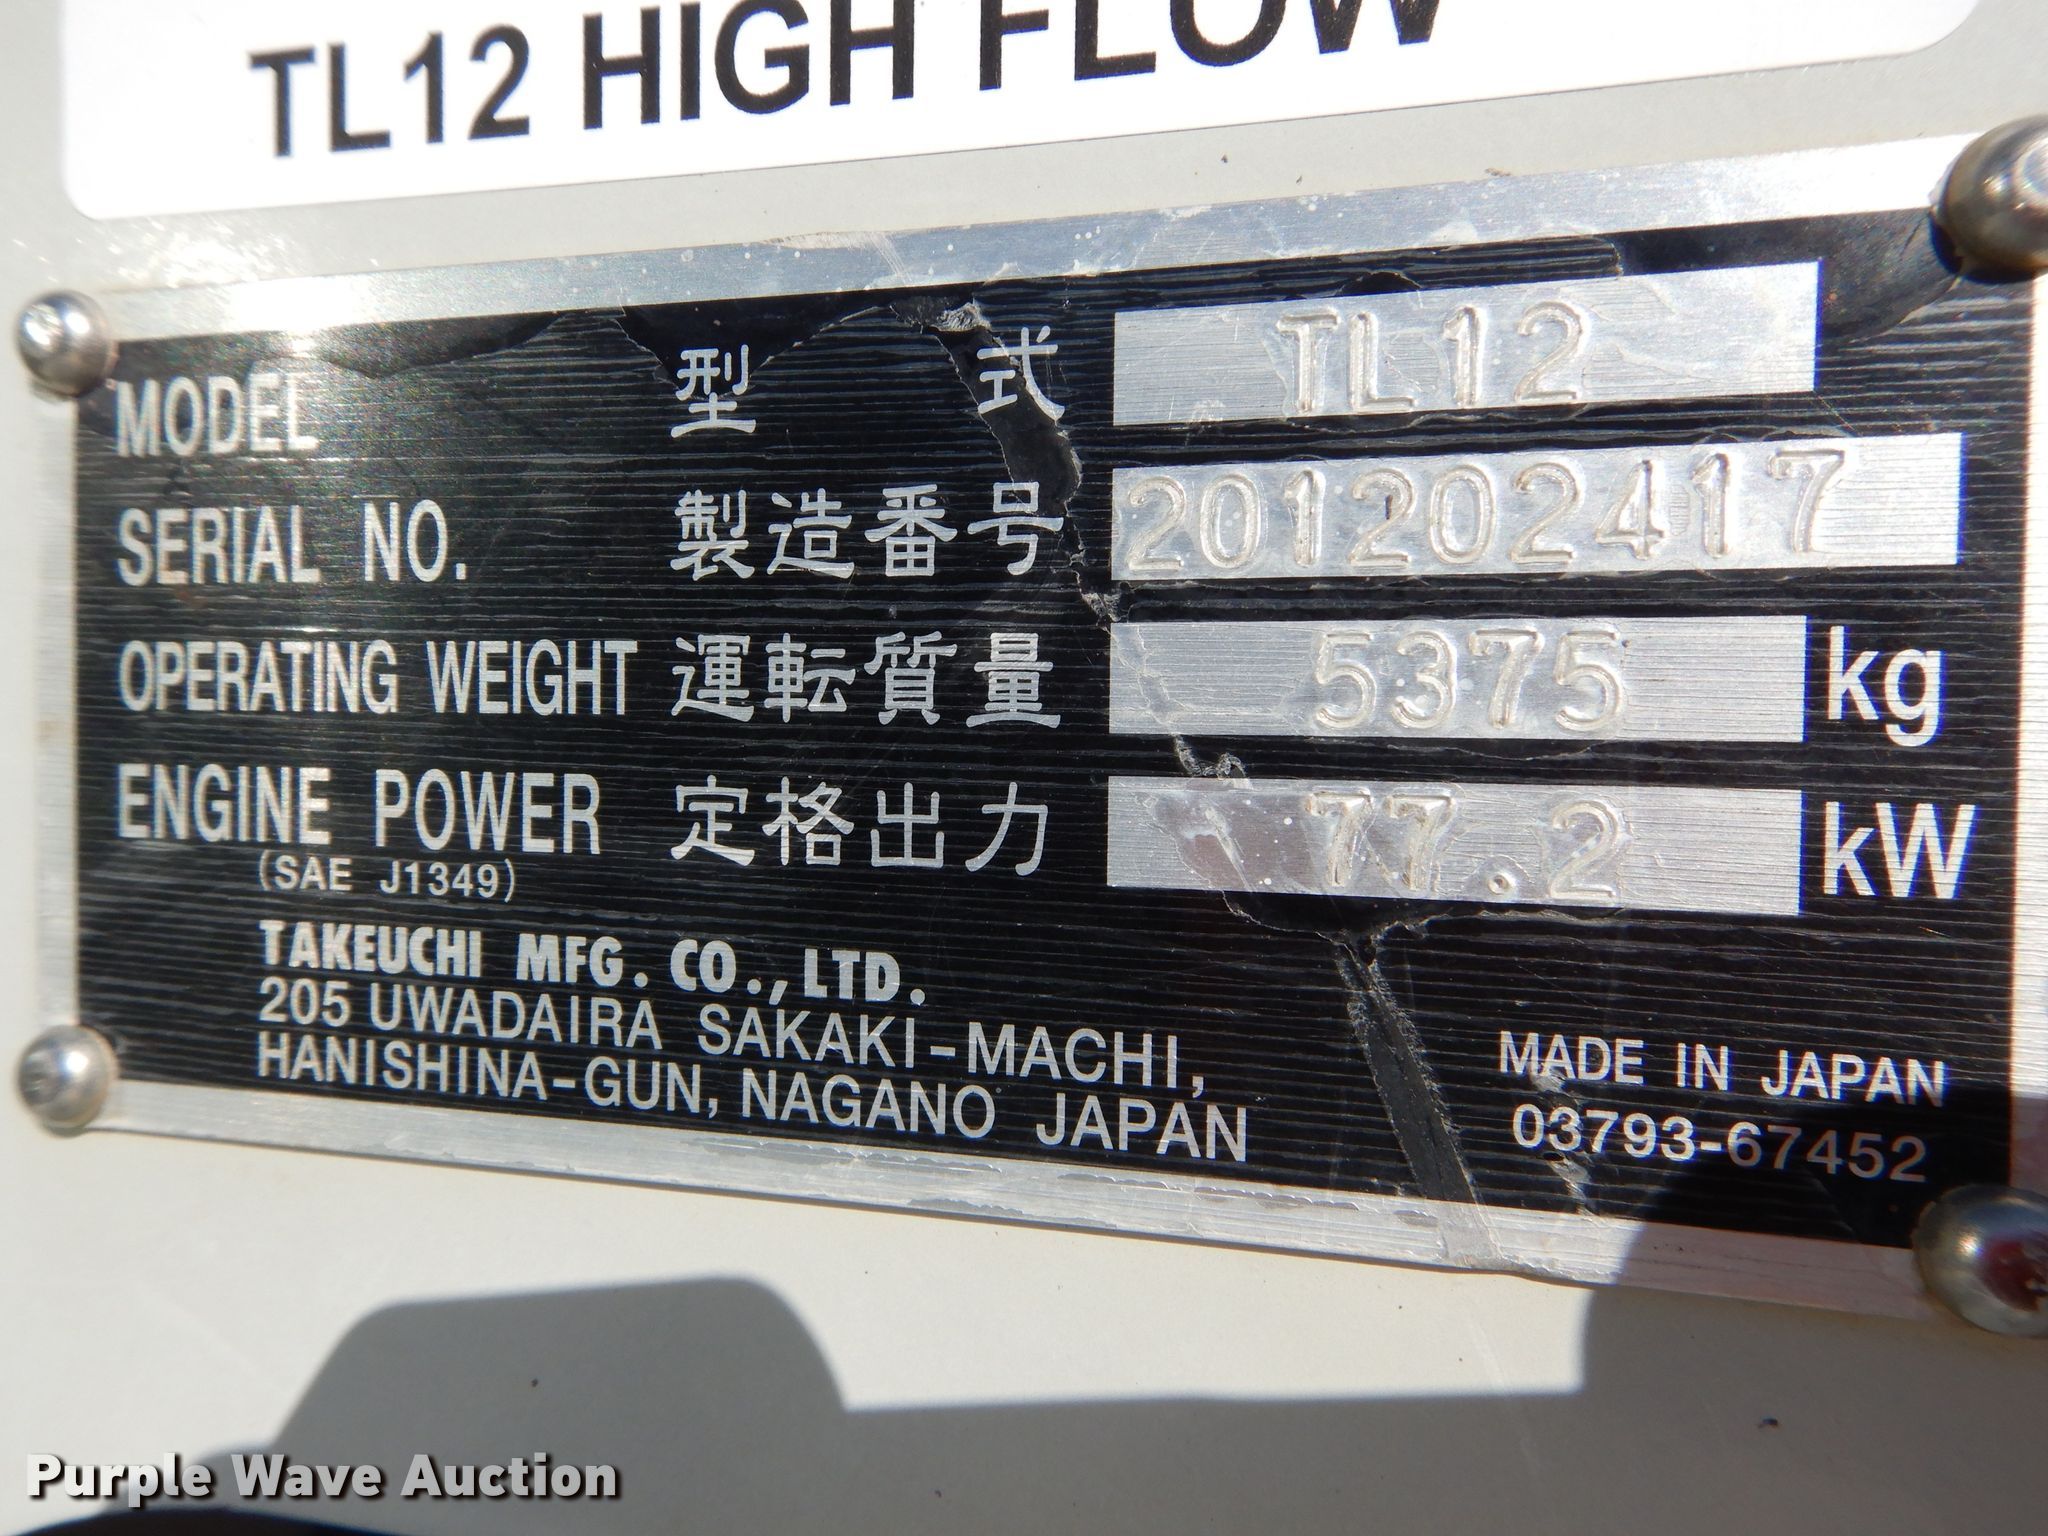 TL12 HIGH FLOW
MODEL 型式 TL12
SERIAL NO. 製造番号 201202417
OPERATING WEIGHT 運転質量 5375 kg
ENGINE POWER 定格出力 77.2 kW
(SAE J1349)
TAKEUCHI MFG. CO., LTD.
205 UWADAIRA SAKAKI-MACHI,
HANISHINA-GUN, NAGANO JAPAN
MADE IN JAPAN
03793-67452
Purple Wave Auction